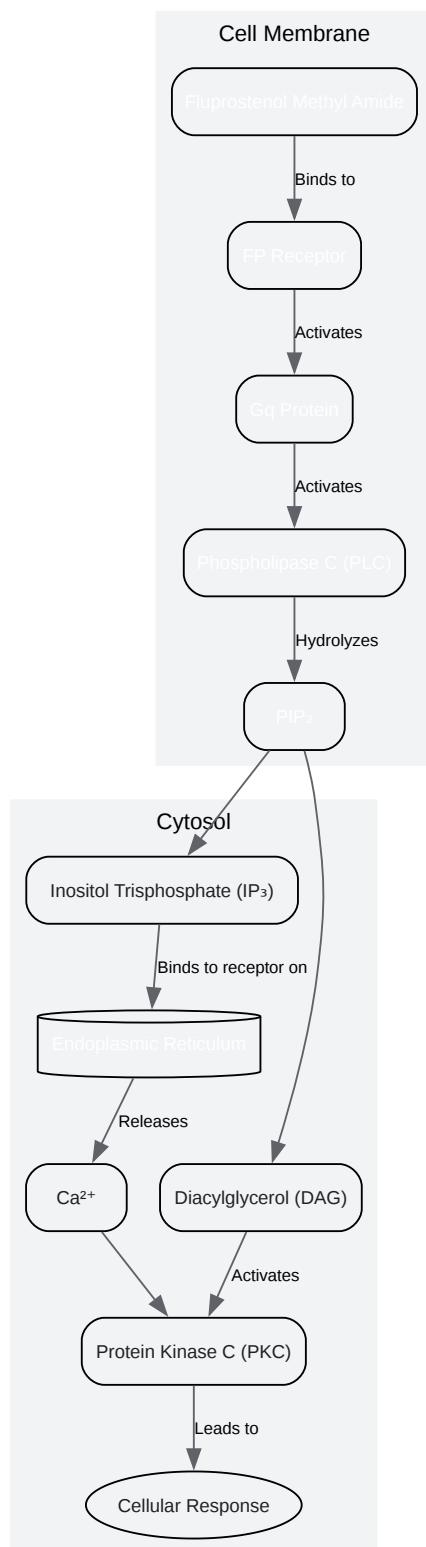 Cell Membrane
Fluprostenol Methyl Amide
Binds to
FP Receptor
Activates
Gq Protein
Activates
Phospholipase C (PLC)
Hydrolyzes
PIP₂
Cytosol
Inositol Trisphosphate (IP₃)
Binds to receptor on
Endoplasmic Reticulum
Releases
Ca²⁺
Diacylglycerol (DAG)
Activates
Protein Kinase C (PKC)
Leads to
Cellular Response